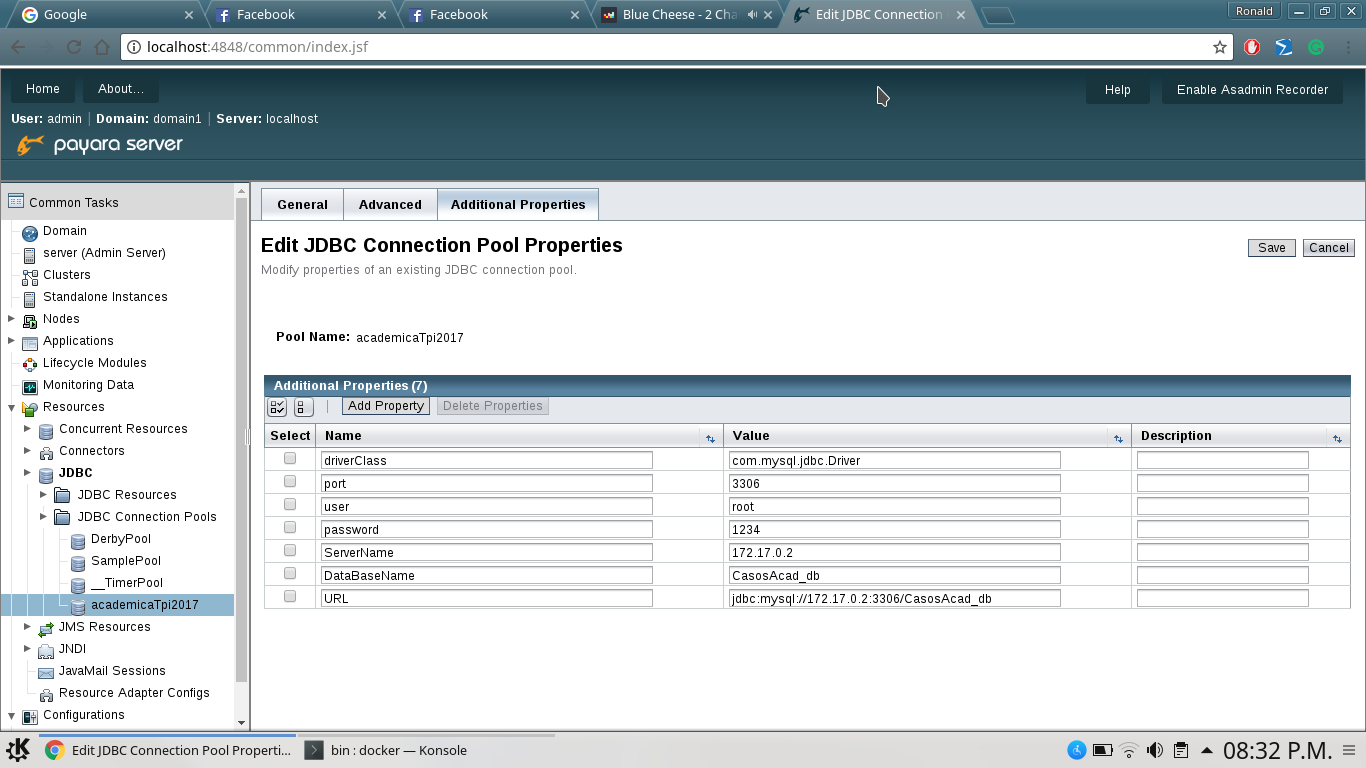 Google
Facebook
Facebook
Blue Cheese - 2 Cha
Edit JDBC Connection
Ronald
localhost:4848/common/index.jsf
Home
About...
Help
Enable Asadmin Recorder
User: admin | Domain: domain1 | Server: localhost
payara server
Common Tasks
Domain
server (Admin Server)
Clusters
Standalone Instances
Nodes
Applications
Lifecycle Modules
Monitoring Data
Resources
Concurrent Resources
Connectors
JDBC
JDBC Resources
JDBC Connection Pools
DerbyPool
SamplePool
__TimerPool
academicaTpi2017
JMS Resources
JNDI
JavaMail Sessions
Resource Adapter Configs
Configurations
General
Advanced
Additional Properties
Edit JDBC Connection Pool Properties
Save
Cancel
Modify properties of an existing JDBC connection pool.
Pool Name: academicaTpi2017
Additional Properties (7)
Add Property
Delete Properties
Select Name Value Description
driverClass com.mysql.jdbc.Driver
port 3306
user root
password 1234
ServerName 172.17.0.2
DataBaseName CasosAcad_db
URL jdbc:mysql://172.17.0.2:3306/CasosAcad_db
Edit JDBC Connection Pool Properti...
bin : docker — Konsole
08:32 P.M.